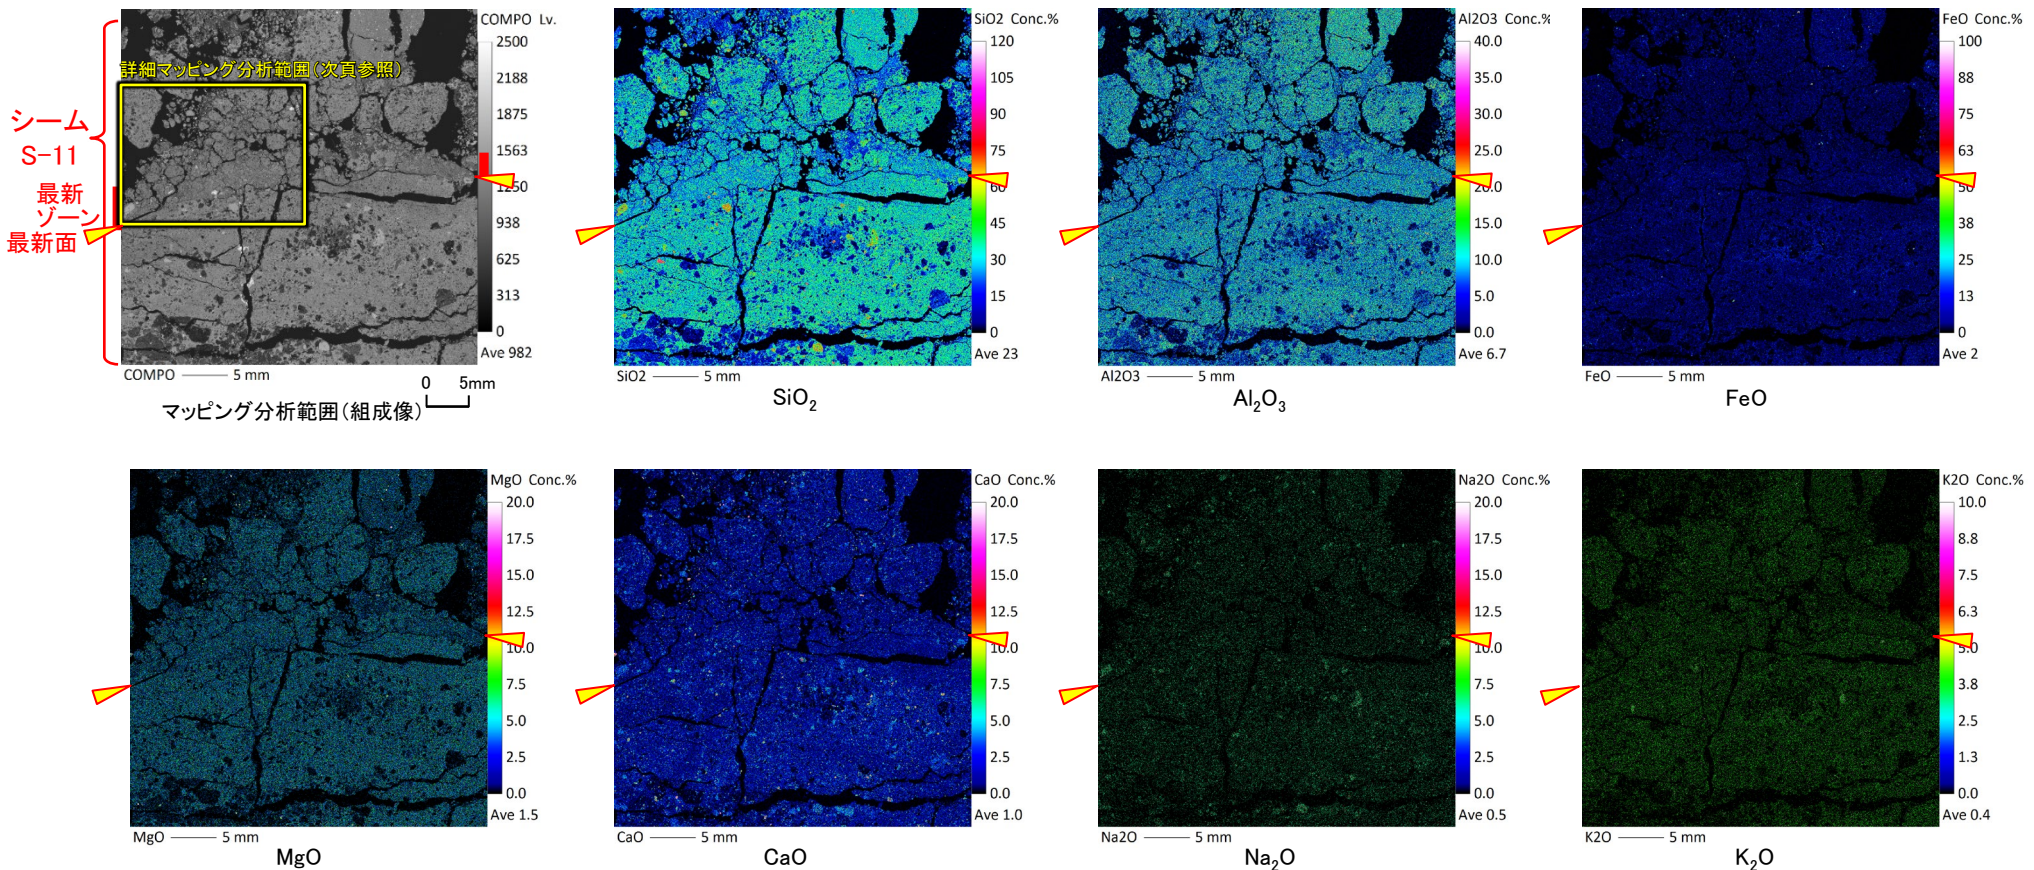 COMPO Lv.
2500
2188
1875
1563
1250
938
625
313
0
Ave 982
詳細マッピング分析範囲(次頁参照)
シーム
S-11
最新
ゾーン
最新面
COMPO 5 mm
0 5mm
マッピング分析範囲(組成像)
SiO2 Conc.%
120
105
90
75
60
45
30
15
0
Ave 23
SiO2 5 mm
SiO₂
Al2O3 Conc.%
40.0
35.0
30.0
25.0
20.0
15.0
10.0
5.0
0.0
Ave 6.7
Al2O3 5 mm
Al₂O₃
FeO Conc.%
100
88
75
63
50
38
25
13
0
Ave 2
FeO 5 mm
FeO
MgO Conc.%
20.0
17.5
15.0
12.5
10.0
7.5
5.0
2.5
0.0
Ave 1.5
MgO 5 mm
MgO
CaO Conc.%
20.0
17.5
15.0
12.5
10.0
7.5
5.0
2.5
0.0
Ave 1.0
CaO 5 mm
CaO
Na2O Conc.%
20.0
17.5
15.0
12.5
10.0
7.5
5.0
2.5
0.0
Ave 0.5
Na2O 5 mm
Na₂O
K2O Conc.%
10.0
8.8
7.5
6.3
5.0
3.8
2.5
1.3
0.0
Ave 0.4
K2O 5 mm
K₂O